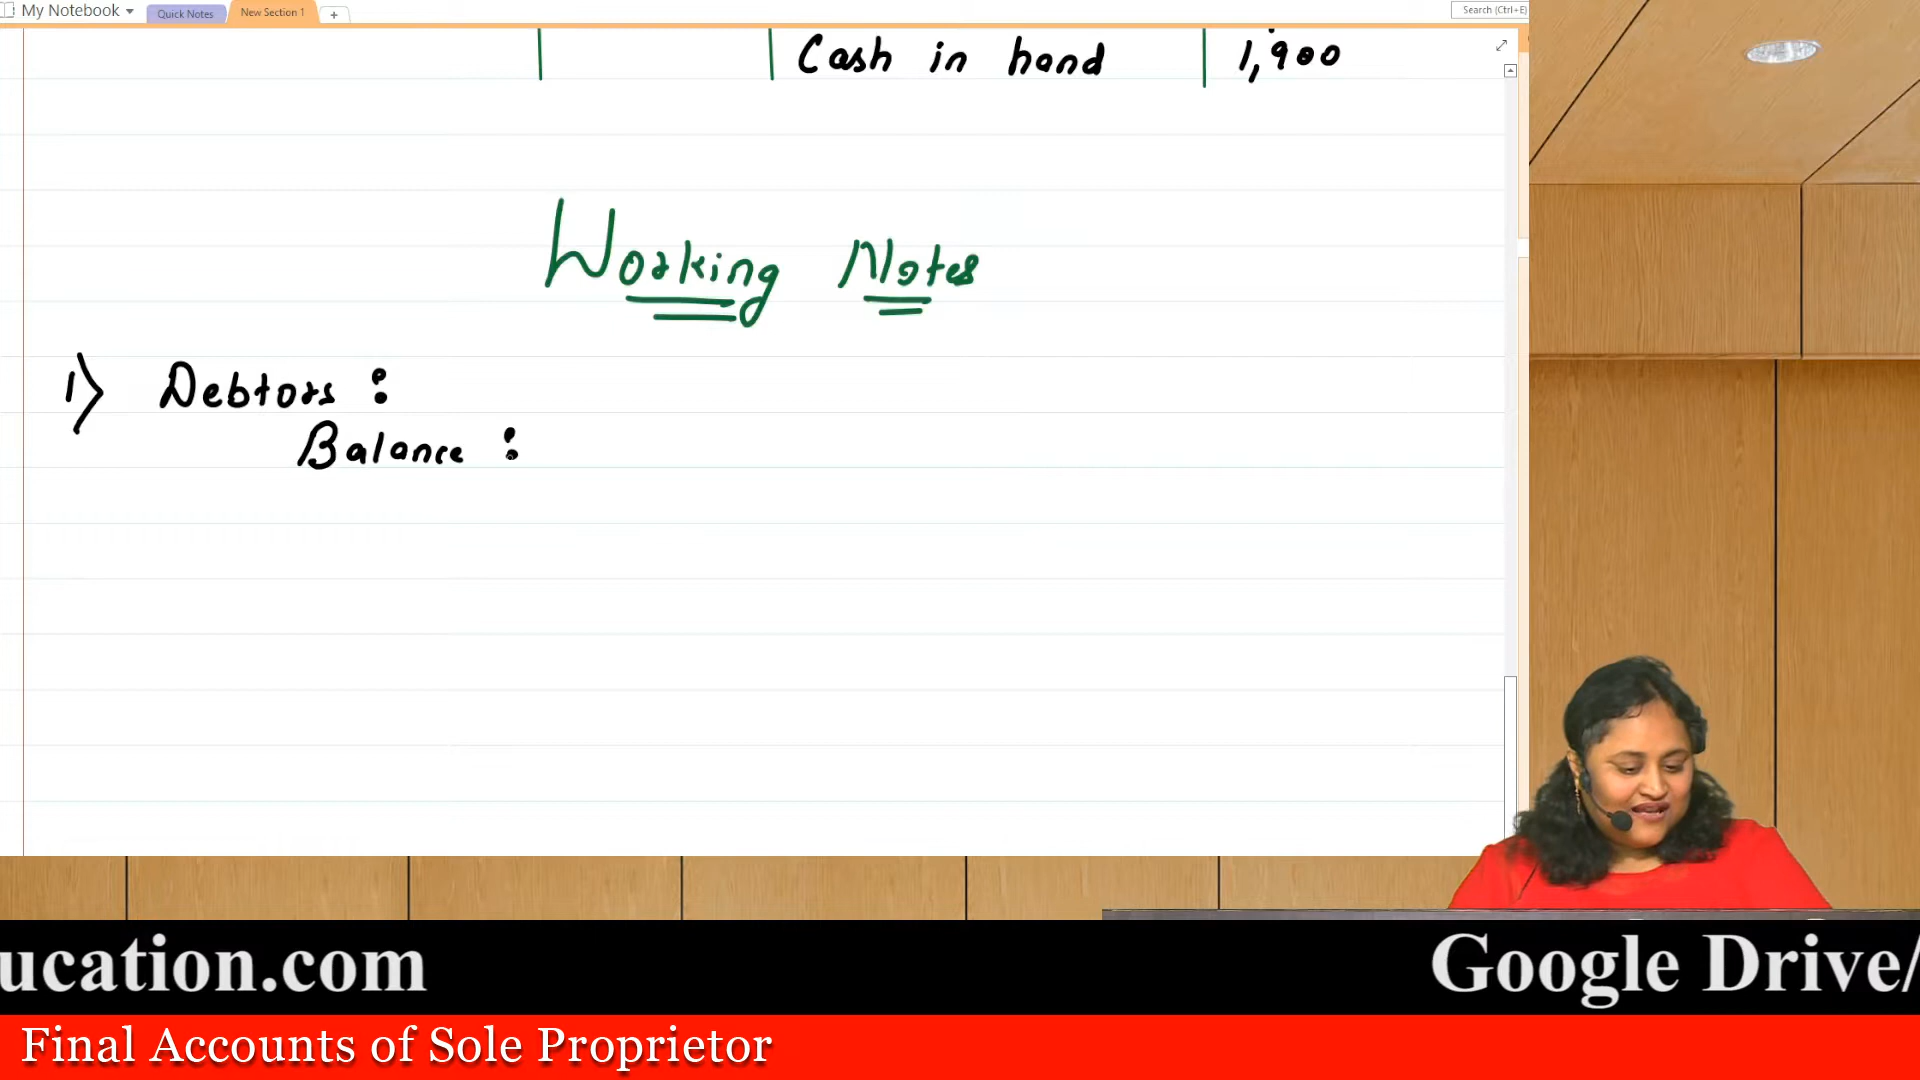 My Notebook
Quick Notes
New Section 1
+
Search (Ctrl+E)
Cash in hand 1,900
Working Notes
1) Debtors :
Balance :
ucation.com
Google Drive/
Final Accounts of Sole Proprietor